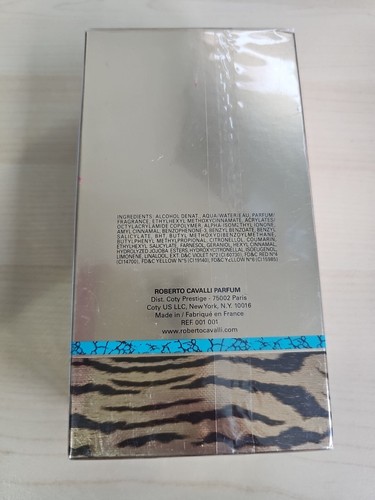 INGREDIENTS: ALCOHOL DENAT., AQUA-WATER/EAU, PARFUM/
FRAGRANCE, ETHYLHEXYL METHOXYCINNAMATE, ACRYLATES/
OCTYLACRYLAMIDE COPOLYMER, ALPHA-ISOMETHYL IONONE,
AMYL CINNAMAL, BENZOPHENONE-3, BENZYL BENZOATE, BENZYL
SALICYLATE, BHT, BUTYL METHOXYDIBENZOYLMETHANE,
BUTYLPHENYL METHYLPROPIONAL, CITRONELLOL, COUMARIN,
ETHYLHEXYL SALICYLATE, FARNESOL, GERANIOL, HEXYL CINNAMAL,
HYDROLYZED JOJOBA ESTERS, HYDROXYCITRONELLAL, ISOEUGENOL,
LIMONENE, LINALOOL, EXT. D&C VIOLET N°2 (CI 60730), FD&C RED N°4
(CI 14700), FD&C YELLOW N°5 (CI 19140), FD&C YELLOW N°6 (CI 15985)
ROBERTO CAVALLI PARFUM
Dist. Coty Prestige - 75002 Paris
Coty US LLC, New York, N.Y. 10016
Made in / Fabriqué en France
REF. 001 001
www.robertocavalli.com